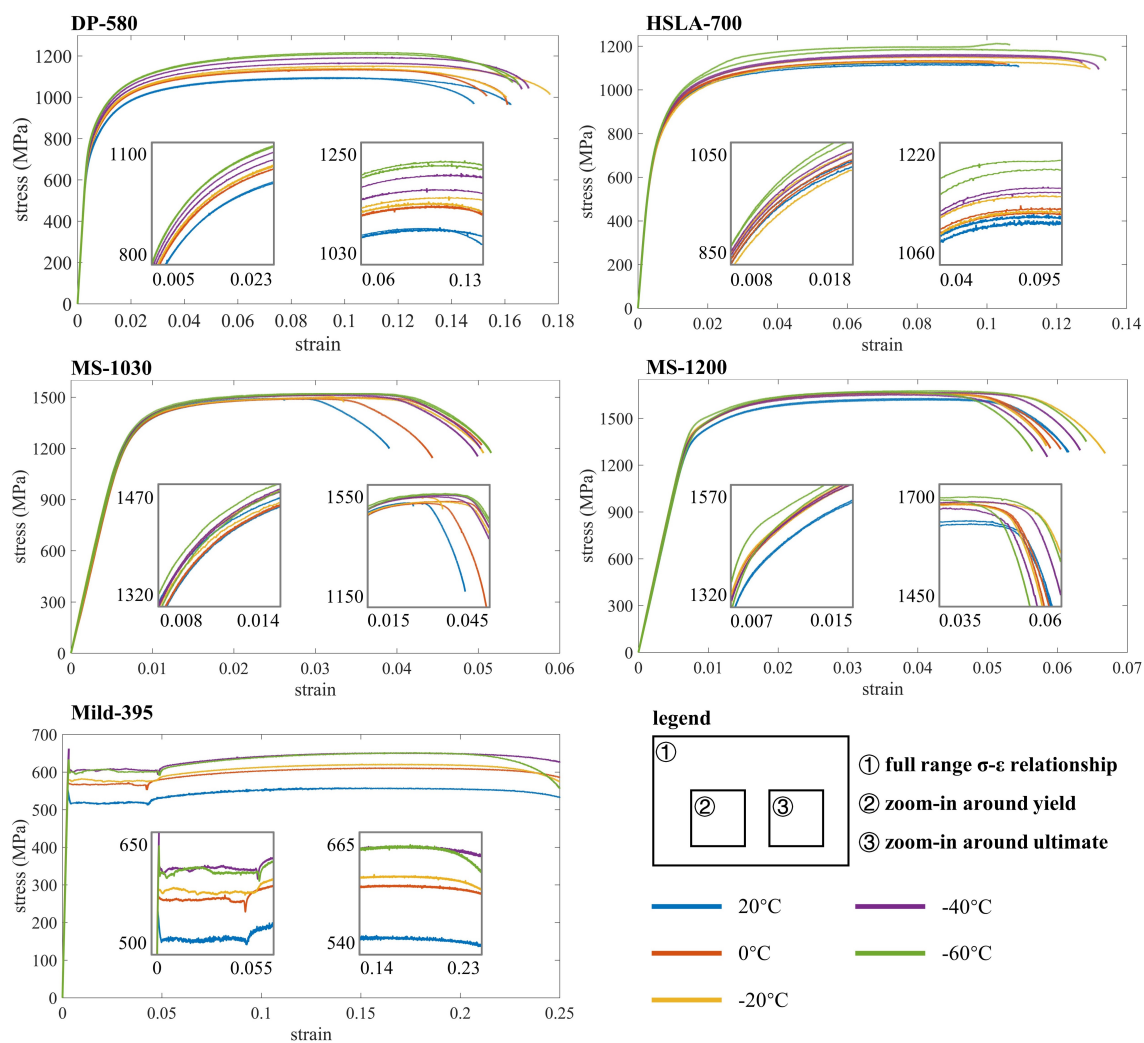 DP-580
stress (MPa)
1200
1000
800
600
400
200
0
1100
800
0.005 0.027
1250
1030
0.06 0.13
0 0.02 0.04 0.06 0.08 0.1 0.12 0.14 0.16 0.18
strain
HSLA-700
stress (MPa)
1200
1000
800
600
400
200
0
1050
850
0.008 0.018
1220
1060
0.04 0.095
0 0.02 0.04 0.06 0.08 0.1 0.12 0.14
strain
MS-1030
stress (MPa)
1500
1200
900
600
300
0
1470
1320
0.008 0.014
1550
1150
0.015 0.045
0 0.01 0.02 0.03 0.04 0.05 0.06
strain
MS-1200
stress (MPa)
1500
1200
900
600
300
0
1570
1320
0.007 0.015
1700
1450
0.035 0.06
0 0.01 0.02 0.03 0.04 0.05 0.06 0.07
strain
Mild-395
stress (MPa)
700
600
500
400
300
200
100
0
650
500
0 0.055
665
540
0.14 0.23
0 0.05 0.1 0.15 0.2 0.25
strain
legend
①
②
③
① full range σ-ε relationship
② zoom-in around yield
③ zoom-in around ultimate
20°C
0°C
-20°C
-40°C
-60°C